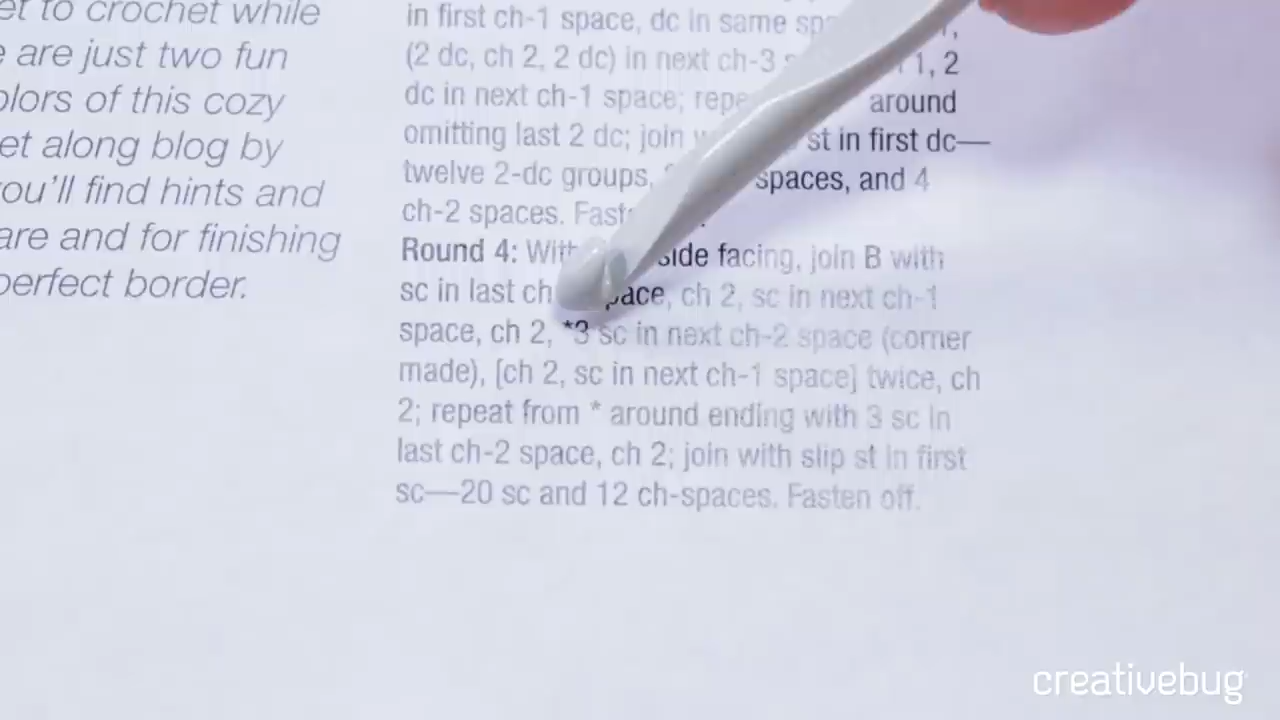 et to crochet while
are just two fun
olors of this cozy
et along blog by
you'll find hints and
are and for finishing
perfect border.
in first ch-1 space, dc in same
(2 dc, ch 2, 2 dc) in next ch-3 1, 2
dc in next ch-1 space; around
omitting last 2 dc; join st in first dc—
twelve 2-dc groups, spaces, and 4
ch-2 spaces.
Round 4: With side facing, join B with
sc in last ch space, ch 2, sc in next ch-1
space, ch 2, *3 sc in next ch-2 space (corner
made), [ch 2, sc in next ch-1 space] twice, ch
2; repeat from * around ending with 3 sc in
last ch-2 space, ch 2; join with slip st in first
sc—20 sc and 12 ch-spaces. Fasten off.
creativebug